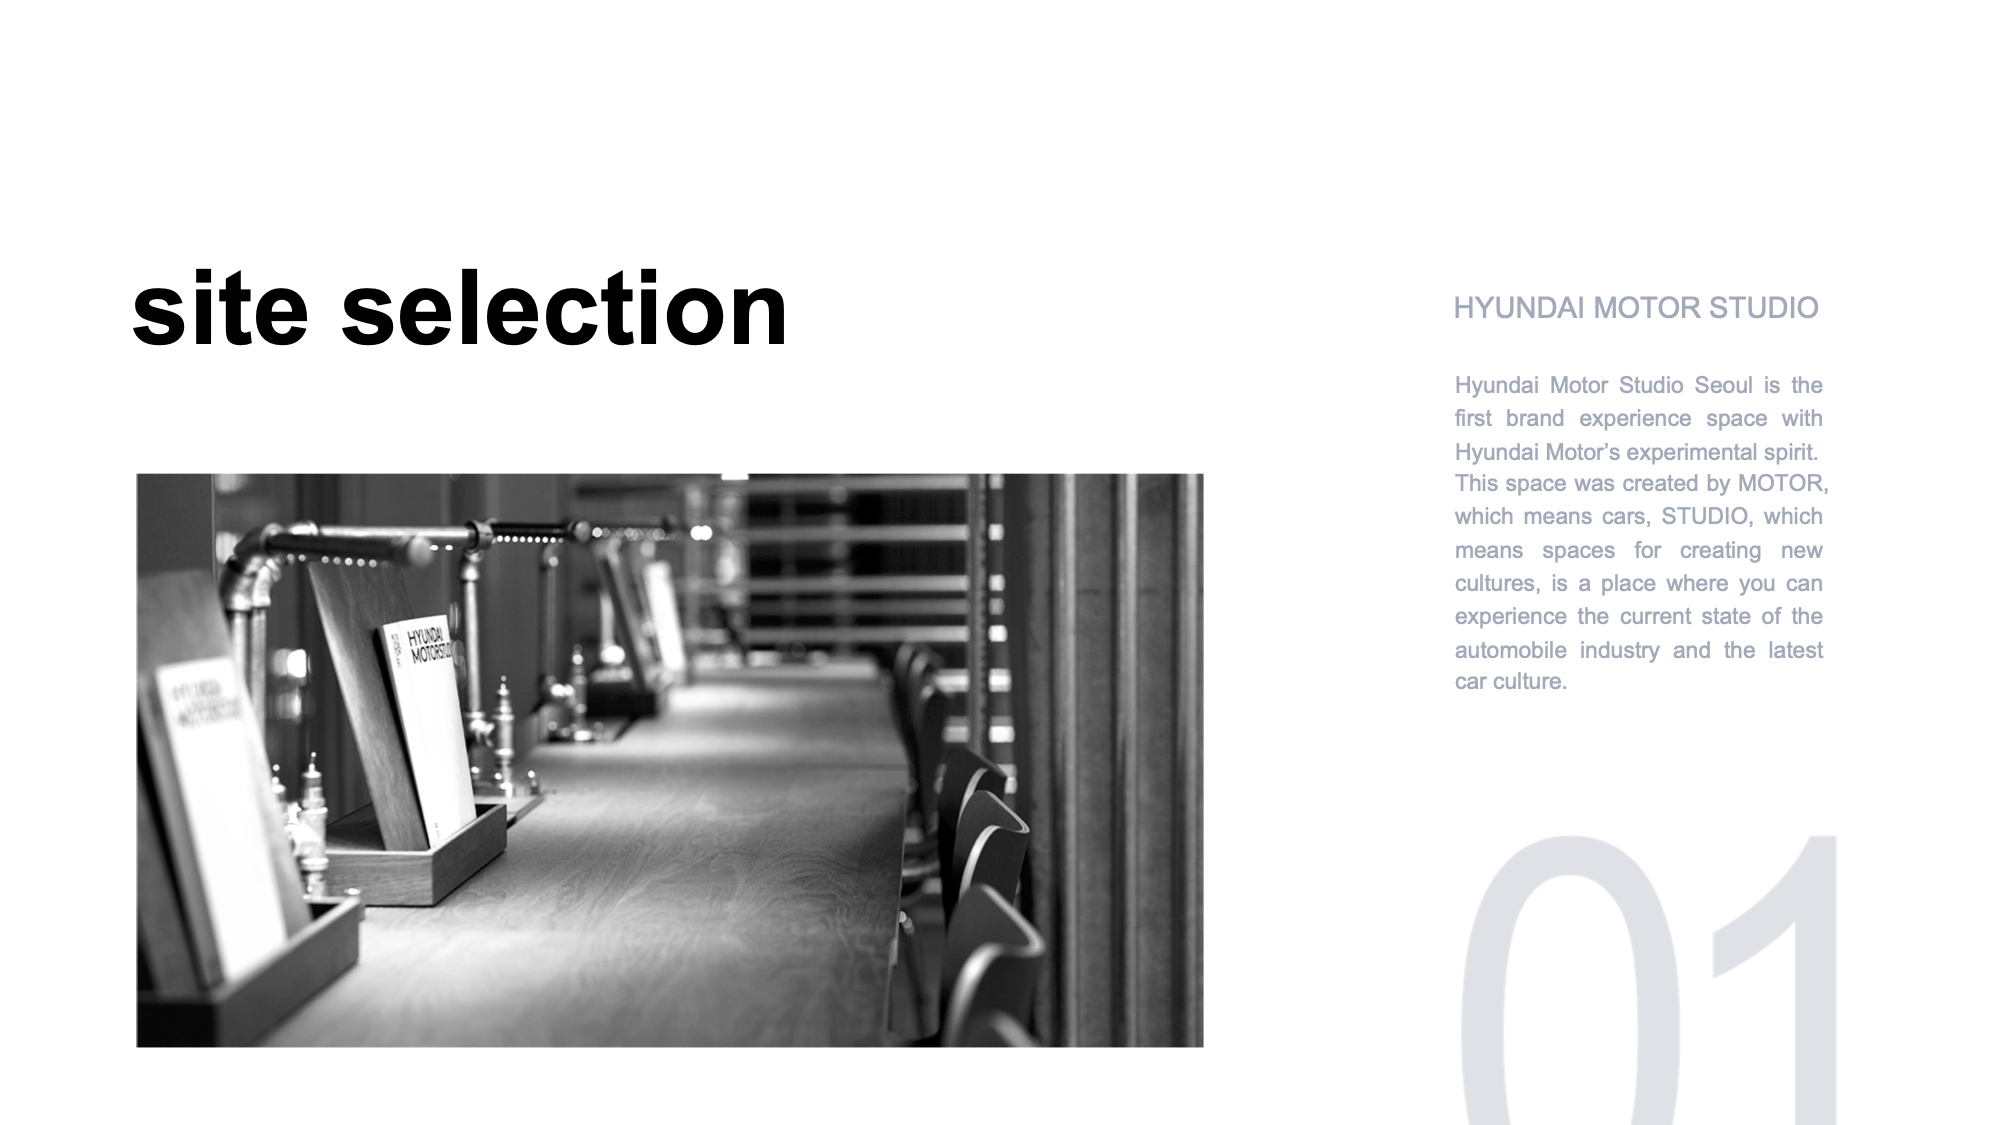 site selection
HYUNDAI MOTOR STUDIO
Hyundai Motor Studio Seoul is the
first brand experience space with
Hyundai Motor’s experimental spirit.
This space was created by MOTOR,
which means cars, STUDIO, which
means spaces for creating new
cultures, is a place where you can
experience the current state of the
automobile industry and the latest
car culture.
HYUNDAI
01